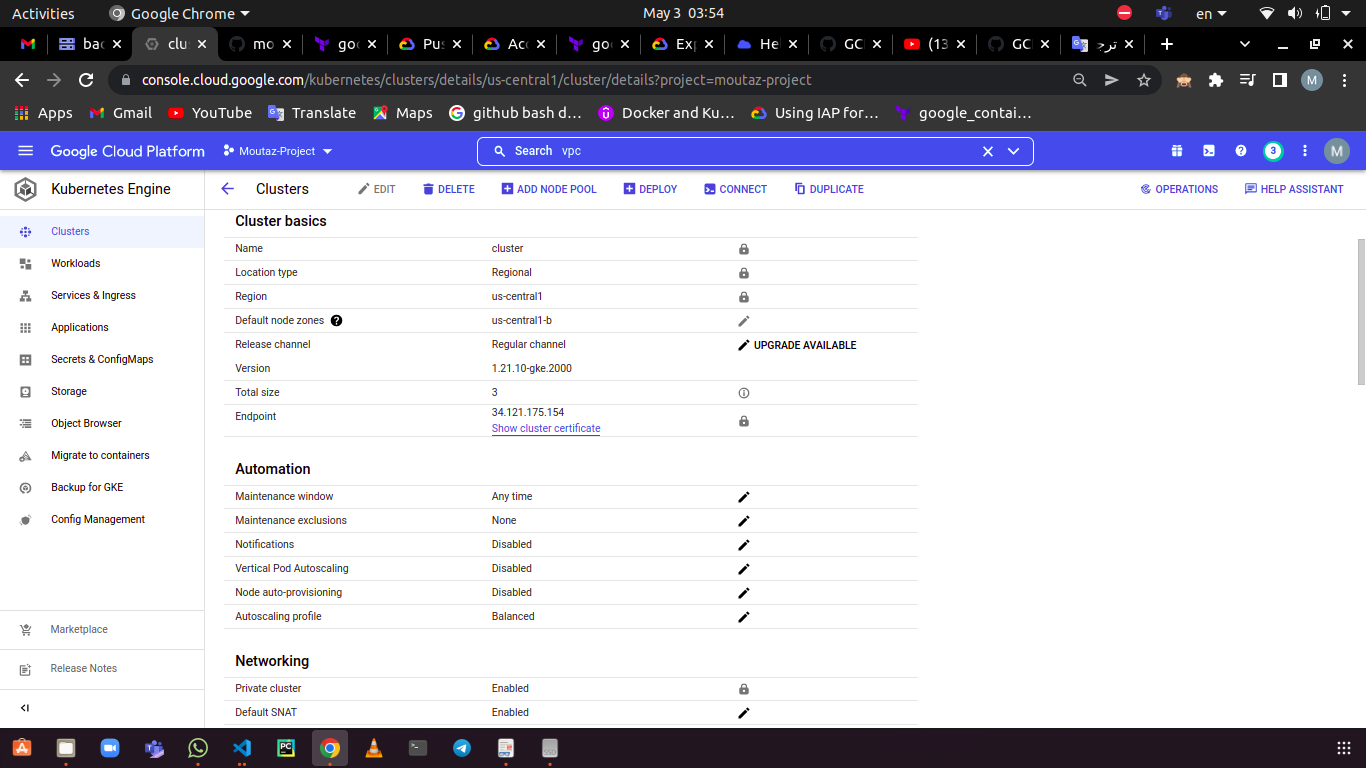 Activities
Google Chrome
May 3 03:54
en
bac
clu
mo
goo
Pus
Acc
goo
Exp
Hel
GCI
(13
GCI
ترج
console.cloud.google.com/kubernetes/clusters/details/us-central1/cluster/details?project=moutaz-project
M
Apps
Gmail
YouTube
Translate
Maps
github bash d…
Docker and Ku…
Using IAP for…
google_contai…
Google Cloud Platform
Moutaz-Project
Search vpc
3
M
Kubernetes Engine
Clusters
EDIT
DELETE
ADD NODE POOL
DEPLOY
CONNECT
DUPLICATE
OPERATIONS
HELP ASSISTANT
Clusters
Workloads
Services & Ingress
Applications
Secrets & ConfigMaps
Storage
Object Browser
Migrate to containers
Backup for GKE
Config Management
Marketplace
Release Notes
Cluster basics
Name cluster
Location type Regional
Region us-central1
Default node zones us-central1-b
Release channel Regular channel UPGRADE AVAILABLE
Version 1.21.10-gke.2000
Total size 3
Endpoint 34.121.175.154
Show cluster certificate
Automation
Maintenance window Any time
Maintenance exclusions None
Notifications Disabled
Vertical Pod Autoscaling Disabled
Node auto-provisioning Disabled
Autoscaling profile Balanced
Networking
Private cluster Enabled
Default SNAT Enabled